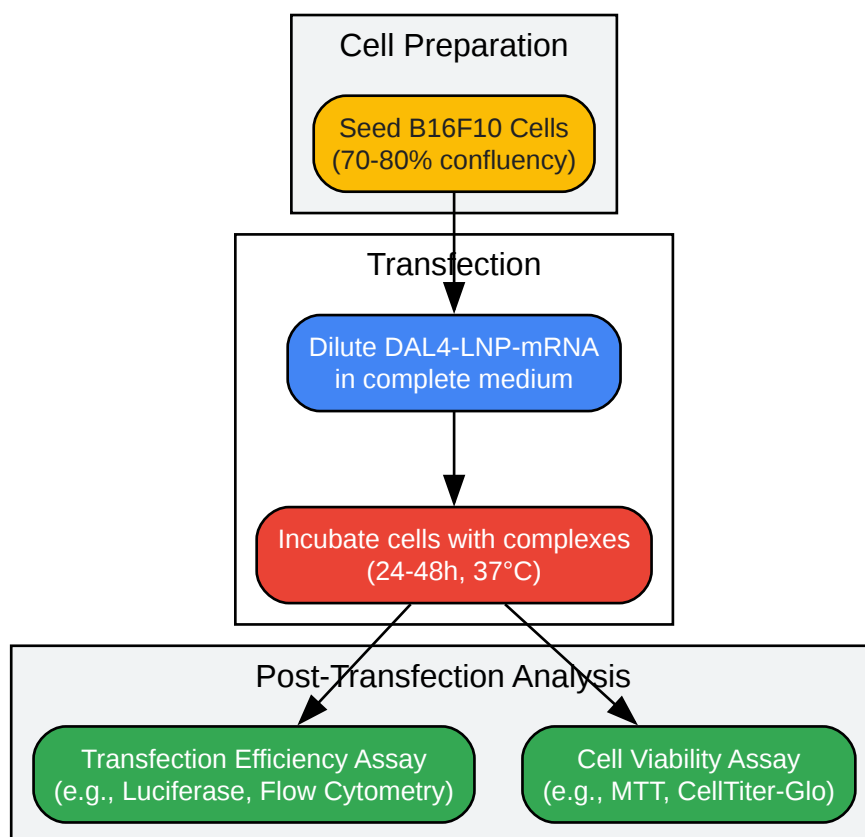 Cell Preparation
Seed B16F10 Cells
(70-80% confluency)
Transfection
Dilute DAL4-LNP-mRNA
in complete medium
Incubate cells with complexes
(24-48h, 37°C)
Post-Transfection Analysis
Transfection Efficiency Assay
(e.g., Luciferase, Flow Cytometry)
Cell Viability Assay
(e.g., MTT, CellTiter-Glo)